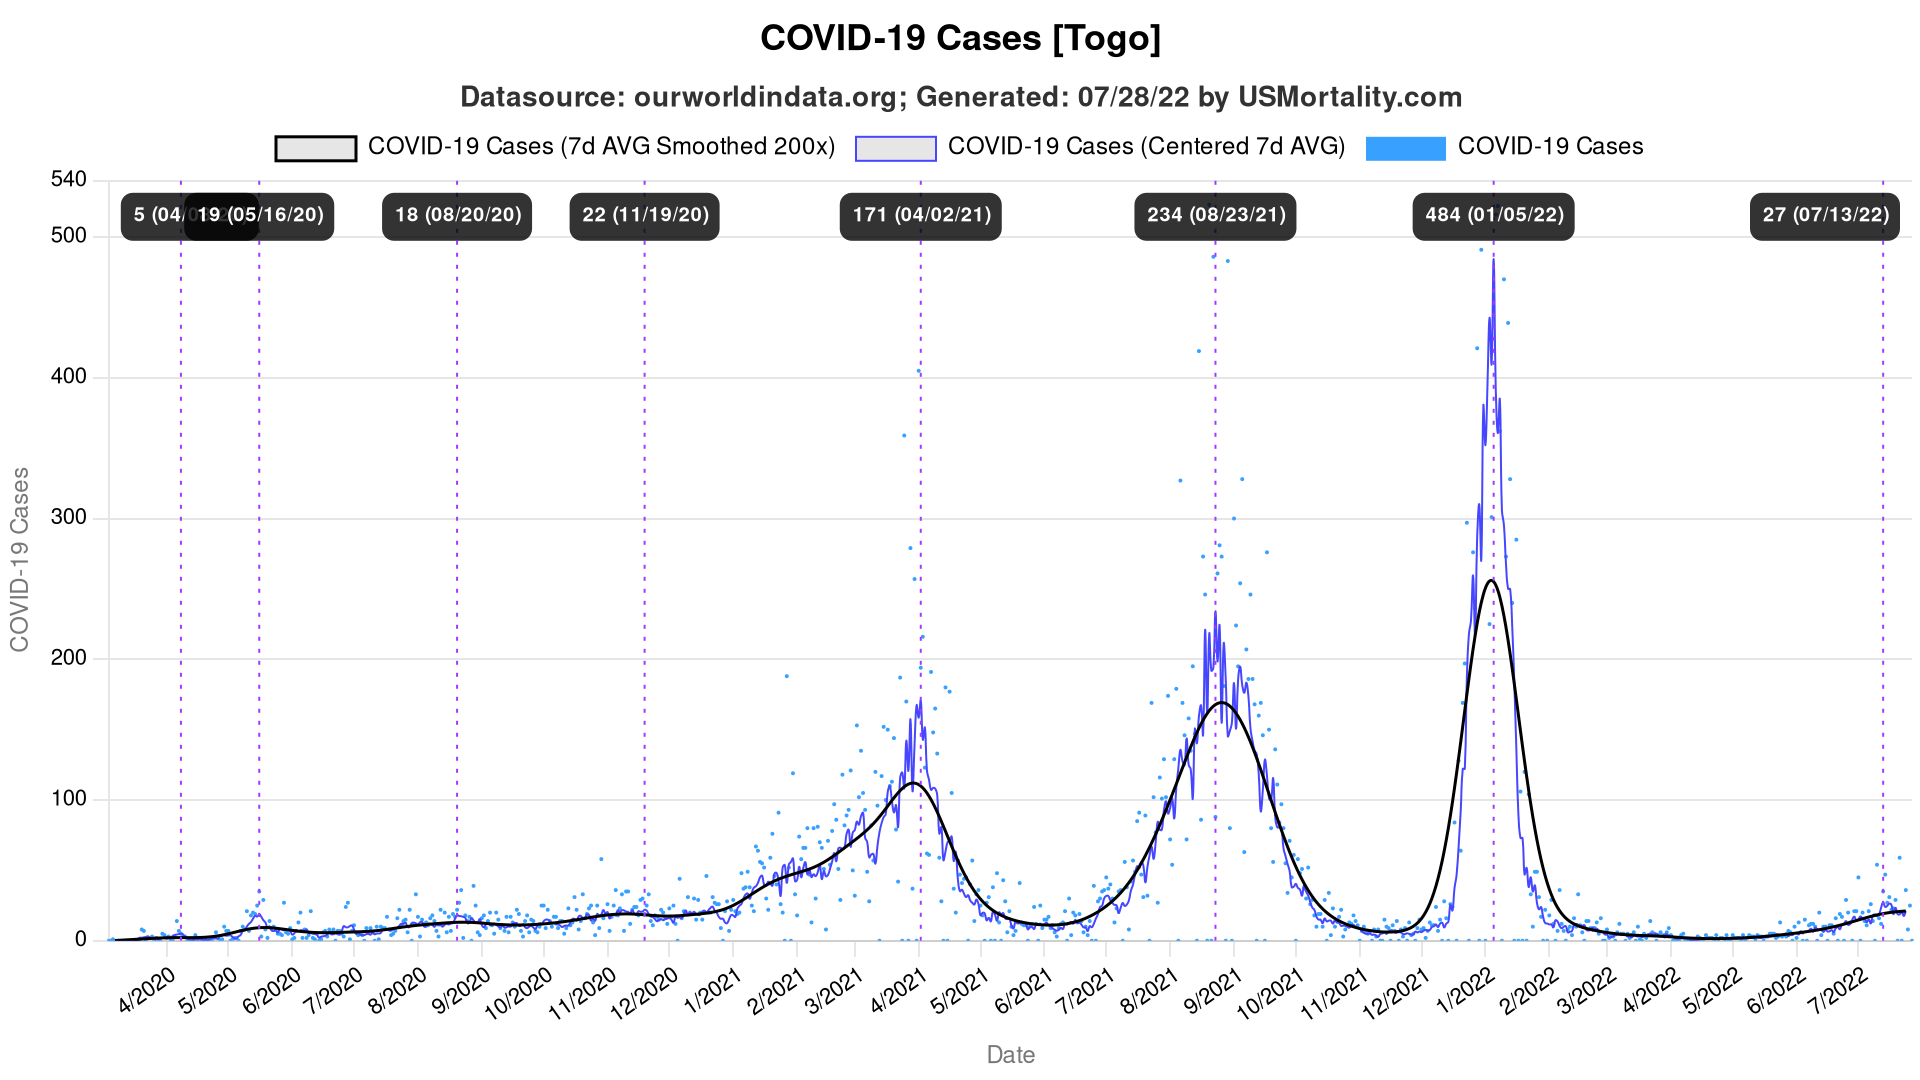 COVID-19 Cases [Togo]
Datasource: ourworldindata.org; Generated: 07/28/22 by USMortality.com
COVID-19 Cases (7d AVG Smoothed 200x) COVID-19 Cases (Centered 7d AVG) COVID-19 Cases
540
5 (04/ 19 (05/16/20) 18 (08/20/20) 22 (11/19/20) 171 (04/02/21) 234 (08/23/21) 484 (01/05/22) 27 (07/13/22)
500
400
300
200
100
0
COVID-19 Cases
4/2020 5/2020 6/2020 7/2020 8/2020 9/2020 10/2020 11/2020 12/2020 1/2021 2/2021 3/2021 4/2021 5/2021 6/2021 7/2021 8/2021 9/2021 10/2021 11/2021 12/2021 1/2022 2/2022 3/2022 4/2022 5/2022 6/2022 7/2022
Date